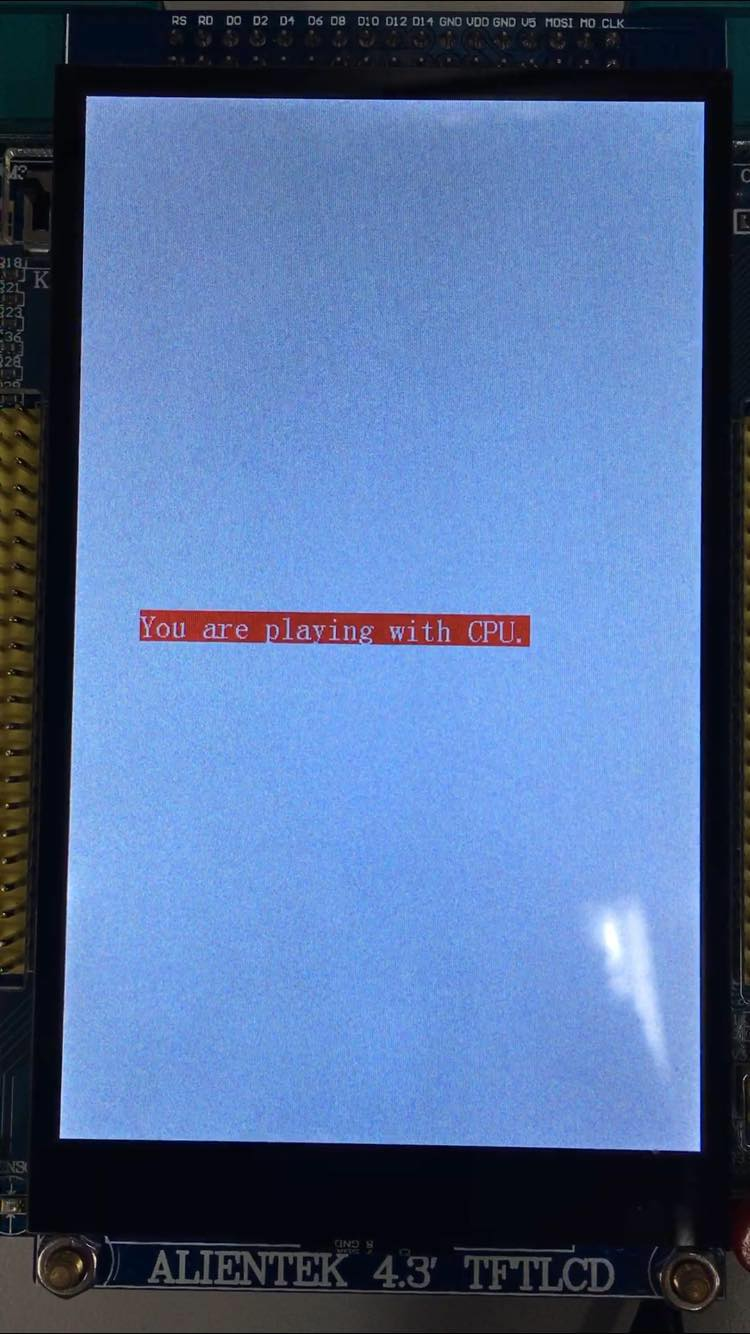 RS RD D0 D2 D4 D6 D8 D10 D12 D14 GND VDD GND V5 MOSI MO CLK
K
You are playing with CPU.
ALIENTEK 4.3' TFTLCD